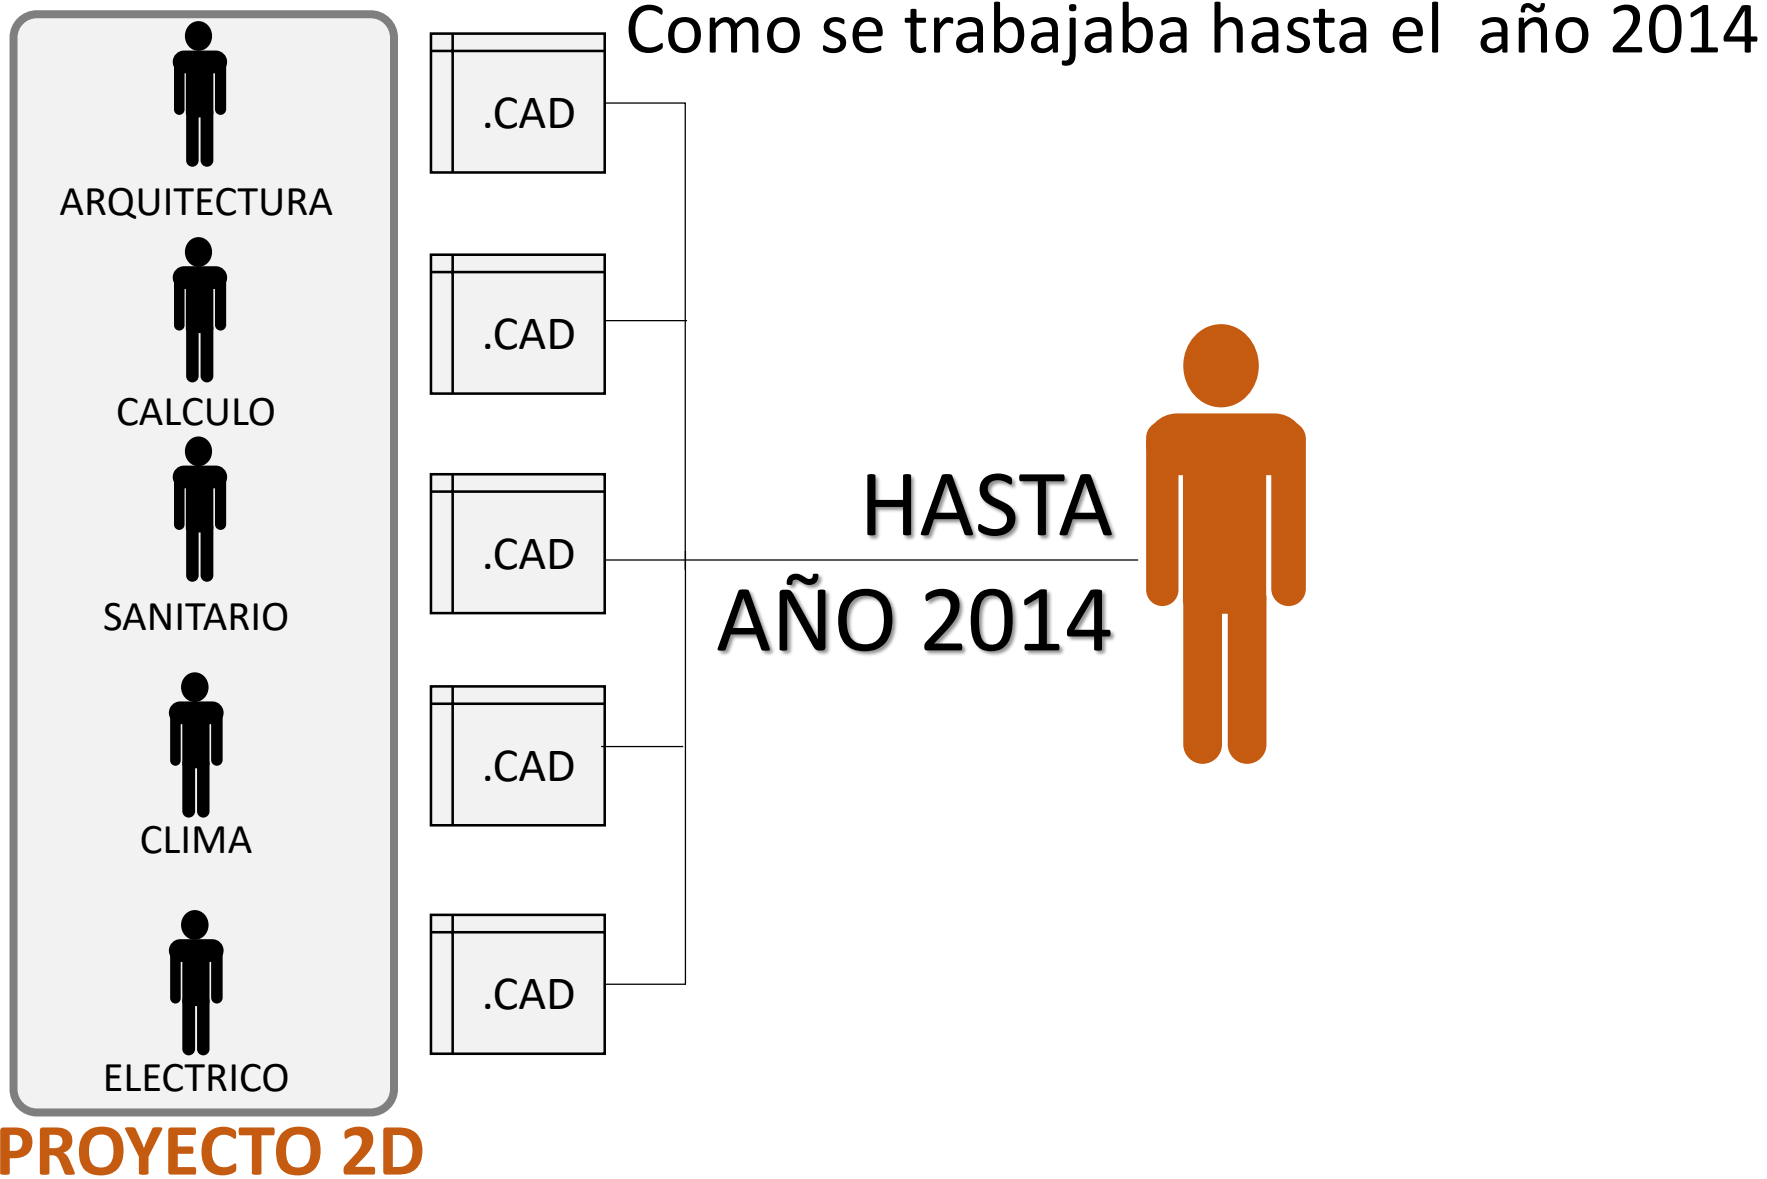 Como se trabajaba hasta el  año 2014
ARQUITECTURA
.CAD
CALCULO
.CAD
SANITARIO
.CAD
CLIMA
.CAD
ELECTRICO
.CAD
HASTA
AÑO 2014
PROYECTO 2D